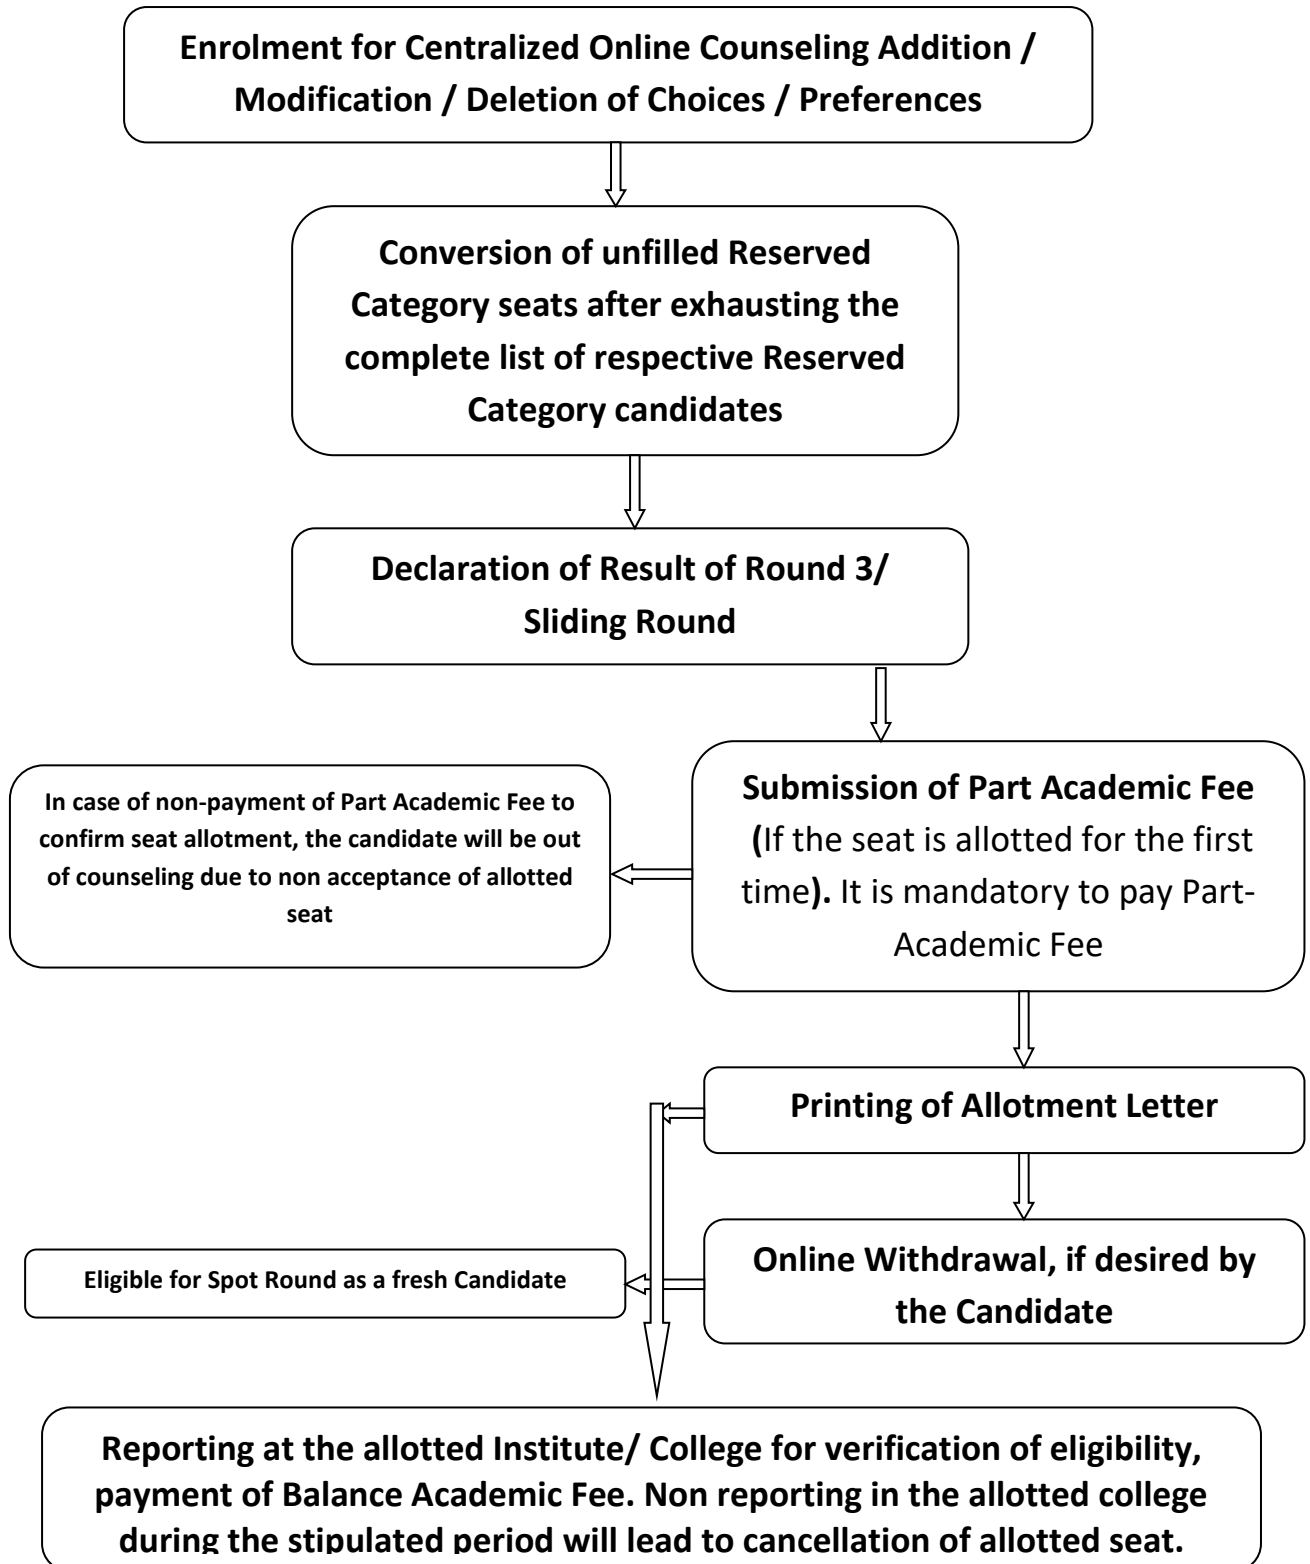 Enrolment for Centralized Online Counseling Addition /
Modification / Deletion of Choices / Preferences
Conversion of unfilled Reserved
Category seats after exhausting the
complete list of respective Reserved
Category candidates
Declaration of Result of Round 3/
Sliding Round
Submission of Part Academic Fee
(If the seat is allotted for the first
time). It is mandatory to pay Part-
Academic Fee
In case of non-payment of Part Academic Fee to
confirm seat allotment, the candidate will be out
of counseling due to non acceptance of allotted
seat
Printing of Allotment Letter
Online Withdrawal, if desired by
the Candidate
Eligible for Spot Round as a fresh Candidate
Reporting at the allotted Institute/ College for verification of eligibility,
payment of Balance Academic Fee. Non reporting in the allotted college
during the stipulated period will lead to cancellation of allotted seat.